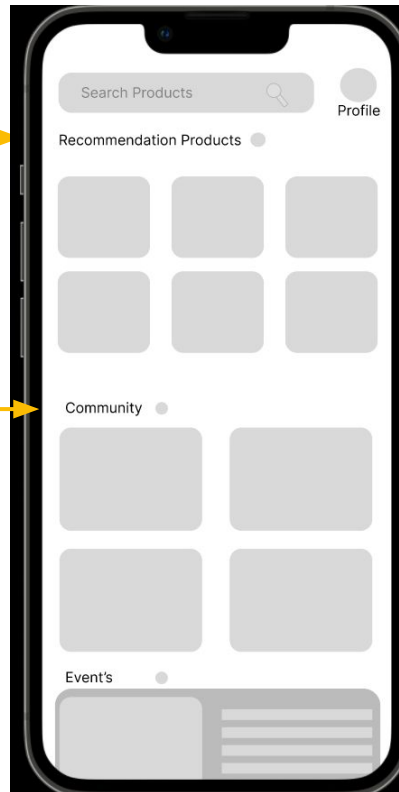 Search Products
Profile
Recommendation Products
Community
Event's